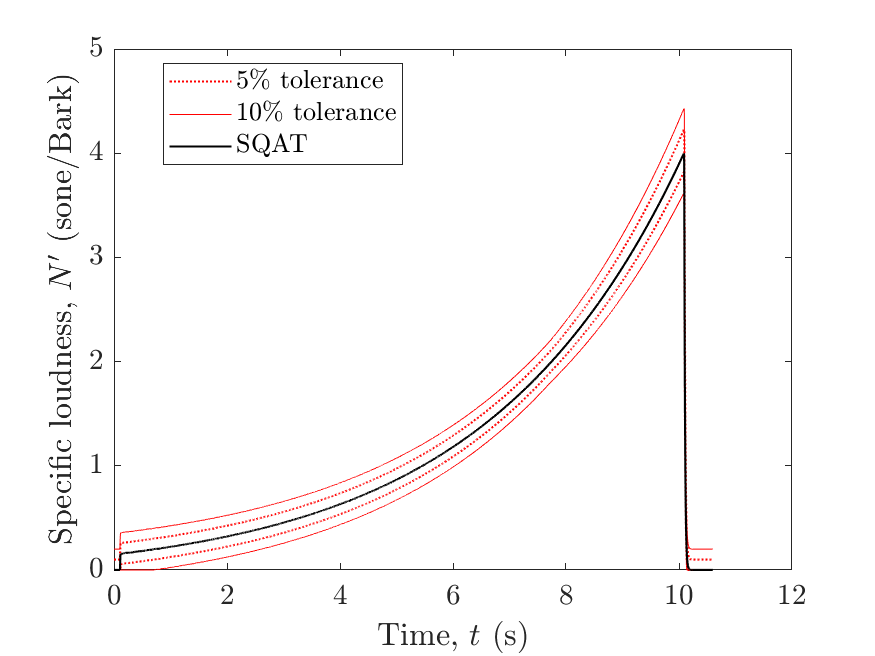 5% tolerance
10% tolerance
SQAT
Specific loudness, N′ (sone/Bark)
5
4
3
2
1
0
0 2 4 6 8 10 12
Time, t (s)